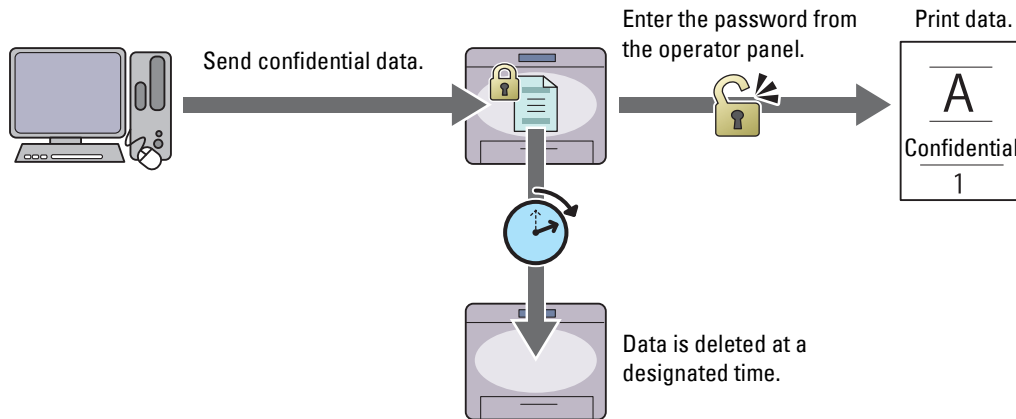 Send confidential data.
Enter the password from
the operator panel.
Print data.
A
Confidential
1
Data is deleted at a
designated time.